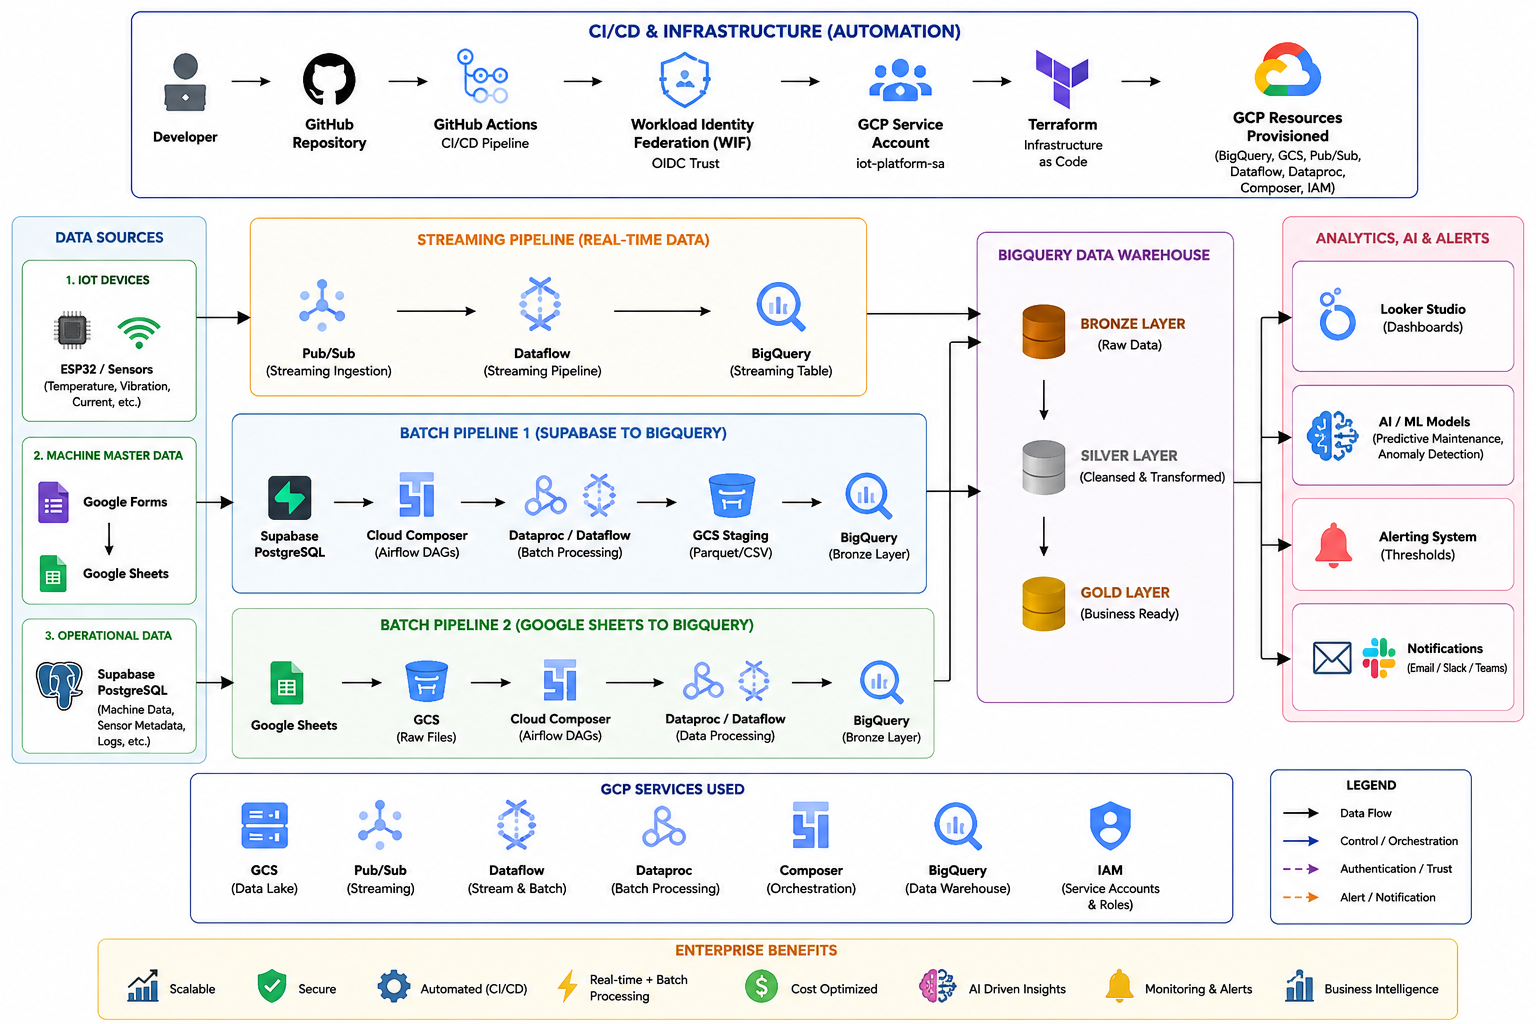 CI/CD & INFRASTRUCTURE (AUTOMATION)
Developer
GitHub
Repository
GitHub Actions
CI/CD Pipeline
Workload Identity
Federation (WIF)
OIDC Trust
GCP Service
Account
iot-platform-sa
Terraform
Infrastructure
as Code
GCP Resources
Provisioned
(BigQuery, GCS, Pub/Sub,
Dataflow, Dataproc,
Composer, IAM)
DATA SOURCES
1. IOT DEVICES
ESP32 / Sensors
(Temperature, Vibration,
Current, etc.)
2. MACHINE MASTER DATA
Google Forms
Google Sheets
3. OPERATIONAL DATA
Supabase
PostgreSQL
(Machine Data,
Sensor Metadata,
Logs, etc.)
STREAMING PIPELINE (REAL-TIME DATA)
Pub/Sub
(Streaming Ingestion)
Dataflow
(Streaming Pipeline)
BigQuery
(Streaming Table)
BATCH PIPELINE 1 (SUPABASE TO BIGQUERY)
Supabase
PostgreSQL
Cloud Composer
(Airflow DAGs)
Dataproc / Dataflow
(Batch Processing)
GCS Staging
(Parquet/CSV)
BigQuery
(Bronze Layer)
BATCH PIPELINE 2 (GOOGLE SHEETS TO BIGQUERY)
Google Sheets
GCS
(Raw Files)
Cloud Composer
(Airflow DAGs)
Dataproc / Dataflow
(Data Processing)
BigQuery
(Bronze Layer)
BIGQUERY DATA WAREHOUSE
BRONZE LAYER
(Raw Data)
SILVER LAYER
(Cleansed & Transformed)
GOLD LAYER
(Business Ready)
ANALYTICS, AI & ALERTS
Looker Studio
(Dashboards)
AI / ML Models
(Predictive Maintenance,
Anomaly Detection)
Alerting System
(Thresholds)
Notifications
(Email / Slack / Teams)
GCP SERVICES USED
GCS
(Data Lake)
Pub/Sub
(Streaming)
Dataflow
(Stream & Batch)
Dataproc
(Batch Processing)
Composer
(Orchestration)
BigQuery
(Data Warehouse)
IAM
(Service Accounts
& Roles)
LEGEND
Data Flow
Control / Orchestration
Authentication / Trust
Alert / Notification
ENTERPRISE BENEFITS
Scalable
Secure
Automated (CI/CD)
Real-time + Batch
Processing
Cost Optimized
AI Driven Insights
Monitoring & Alerts
Business Intelligence